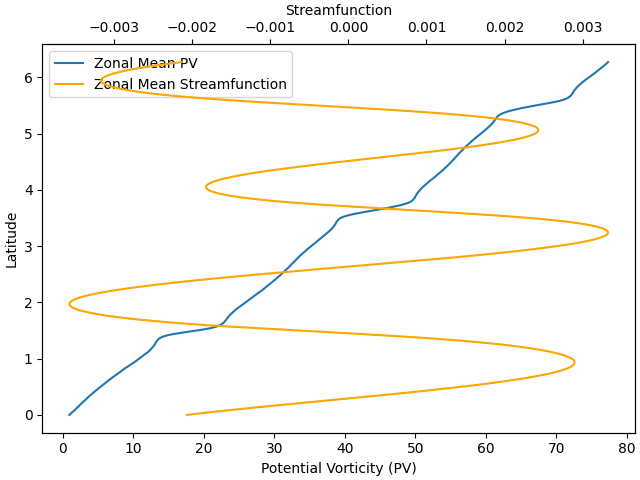 Streamfunction
−0.003 −0.002 −0.001 0.000 0.001 0.002 0.003
Zonal Mean PV
Zonal Mean Streamfunction
6
5
4
3
2
1
0
Latitude
0 10 20 30 40 50 60 70 80
Potential Vorticity (PV)